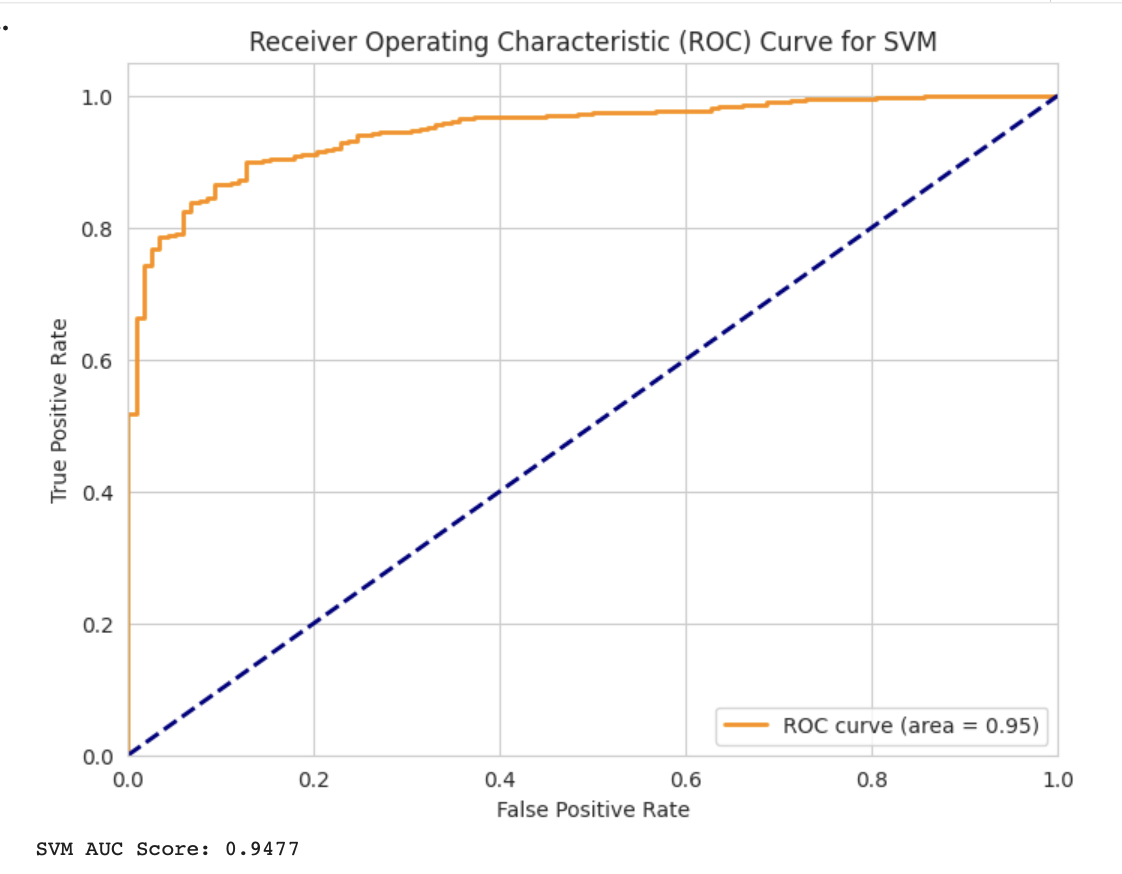 Receiver Operating Characteristic (ROC) Curve for SVM
1.0
0.8
0.6
0.4
0.2
0.0
True Positive Rate
ROC curve (area = 0.95)
0.0 0.2 0.4 0.6 0.8 1.0
False Positive Rate
SVM AUC Score: 0.9477